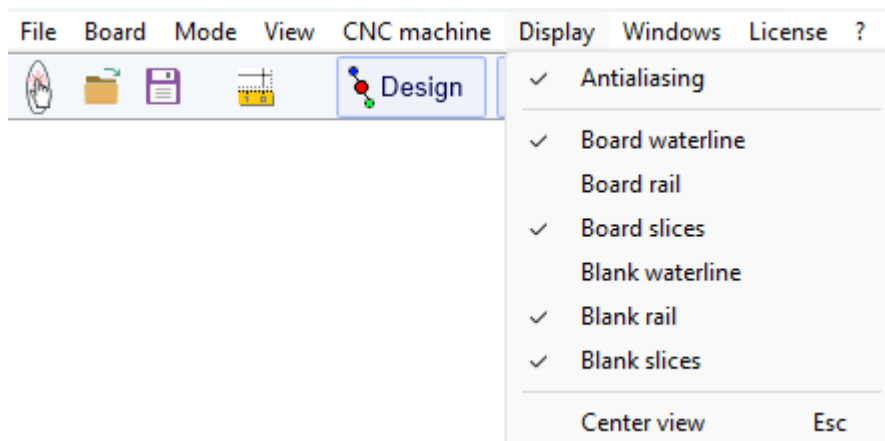 File Board Mode View CNC machine Display Windows License ?
Design
Antialiasing
Board waterline
Board rail
Board slices
Blank waterline
Blank rail
Blank slices
Center view Esc